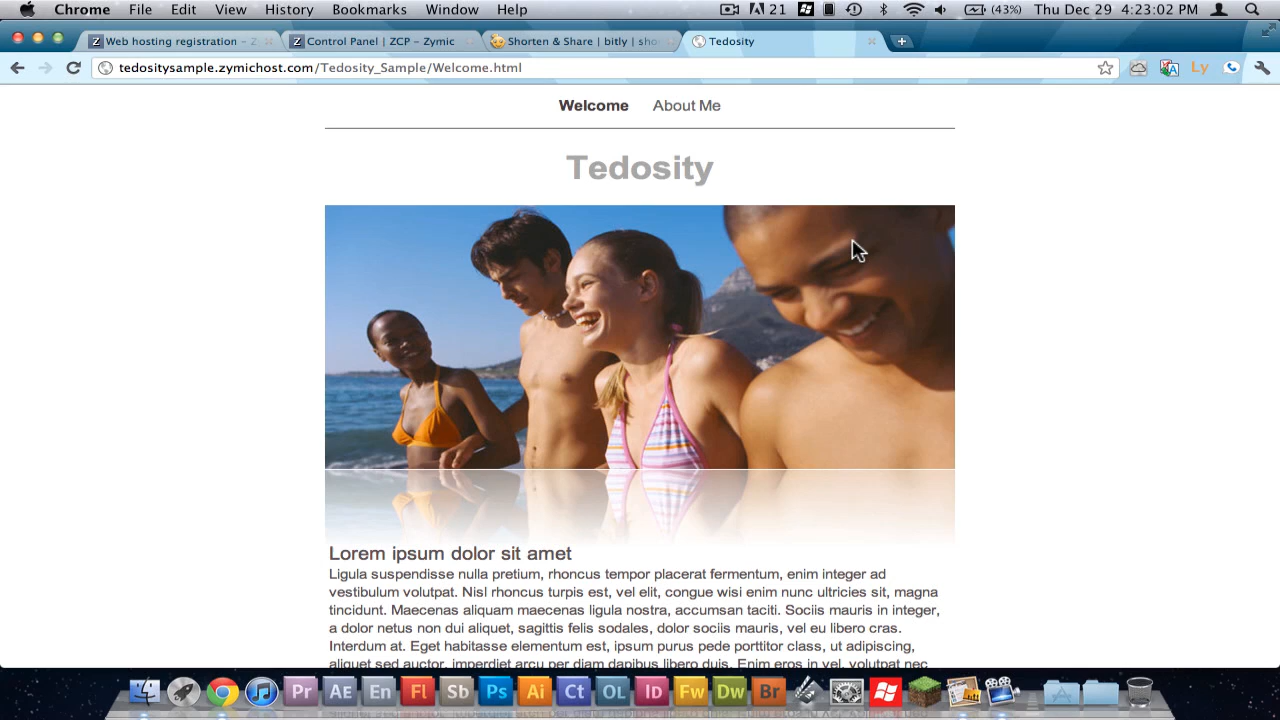 Chrome File Edit View History Bookmarks Window Help 21 (43%) Thu Dec 29 4:23:02 PM
Web hosting registration - Z
Control Panel | ZCP - Zymic
Shorten & Share | bitly | shor
Tedosity
tedositysample.zymichost.com/Tedosity_Sample/Welcome.html
Ly
Welcome About Me
Tedosity
Lorem ipsum dolor sit amet
Ligula suspendisse nulla pretium, rhoncus tempor placerat fermentum, enim integer ad
vestibulum volutpat. Nisl rhoncus turpis est, vel elit, congue wisi enim nunc ultricies sit, magna
tincidunt. Maecenas aliquam maecenas ligula nostra, accumsan taciti. Sociis mauris in integer,
a dolor netus non dui aliquet, sagittis felis sodales, dolor sociis mauris, vel eu libero cras.
Interdum at. Eget habitasse elementum est, ipsum purus pede porttitor class, ut adipiscing,
aliquet sed auctor, imperdiet arcu per diam dapibus libero duis. Enim eros in vel, volutpat nec
Pr AE En Fl Sb Ps Ai Ct OL ID Fw Dw Br